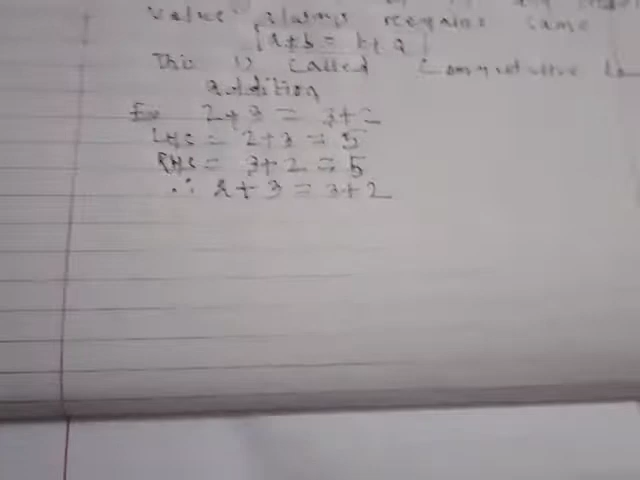 value always remains same
[a+b = b+a]
This is called Commutative
addition
Ex 2+3 = 3+2
LHS = 2+3 = 5
RHS = 3+2 = 5
∴ 2+3 = 3+2